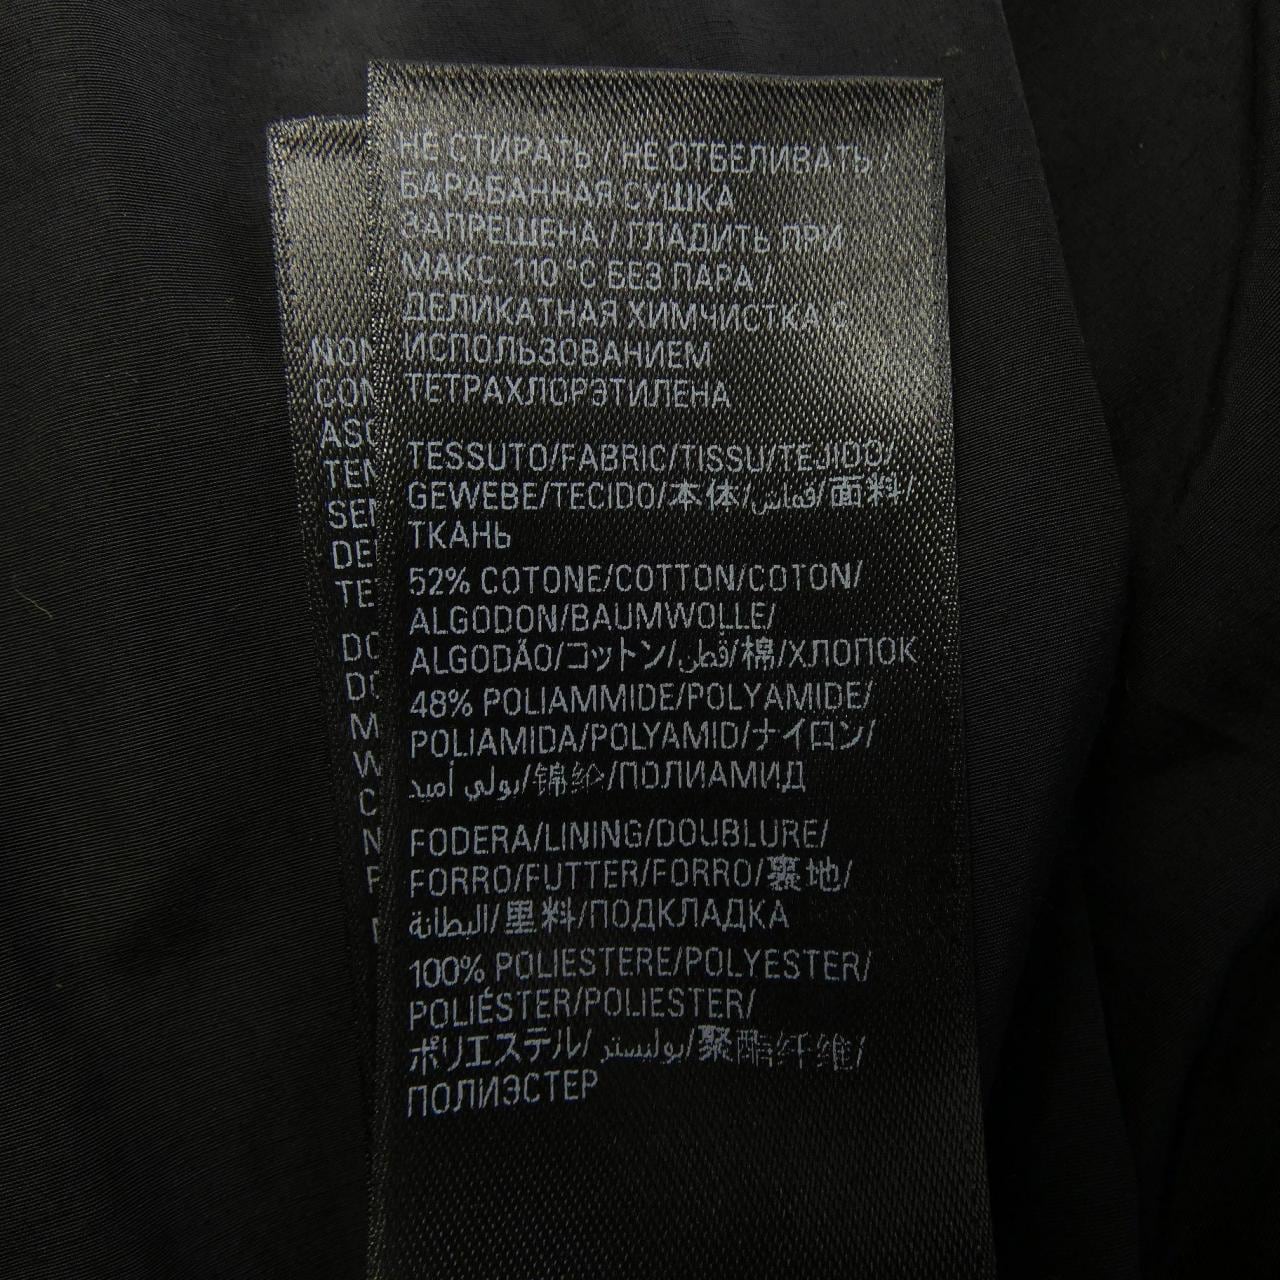 НЕ СТИРАТЬ / НЕ ОТБЕЛИВАТЬ /
БАРАБАННАЯ СУШКА
ЗАПРЕЩЕНА / ГЛАДИТЬ ПРИ
МАКС. 110 °C БЕЗ ПАРА /
ДЕЛИКАТНАЯ ХИМЧИСТКА С
ИСПОЛЬЗОВАНИЕМ
ТЕТРАХЛОРЭТИЛЕНА
TESSUTO/FABRIC/TISSU/TEJIDO/
GEWEBE/TECIDO/本体/قماش/面料/
ТКАНЬ
52% COTONE/COTTON/COTON/
ALGODON/BAUMWOLLE/
ALGODÃO/コットン/قطن/棉/ХЛОПОК
48% POLIAMMIDE/POLYAMIDE/
POLIAMIDA/POLYAMID/ナイロン/
بولي أميد/锦纶/ПОЛИАМИД
FODERA/LINING/DOUBLURE/
FORRO/FUTTER/FORRO/裏地/
البطانة/里料/ПОДКЛАДКА
100% POLIESTERE/POLYESTER/
POLIÉSTER/POLIESTER/
ポリエステル/بوليستر/聚酯纤维/
ПОЛИЭСТЕР